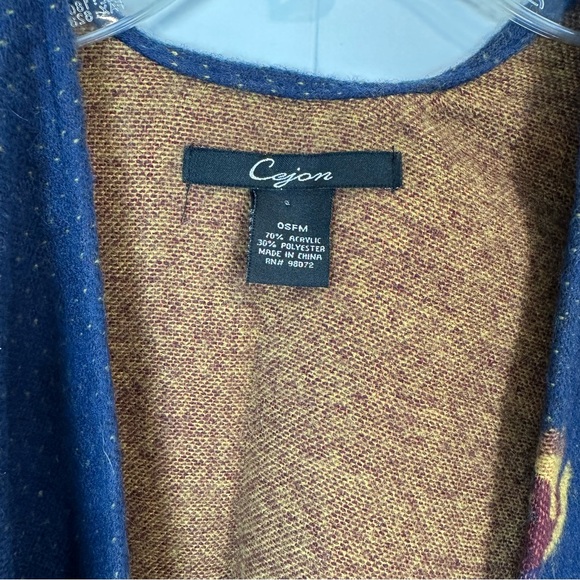 Cejon
OSFM
70% ACRYLIC
30% POLYESTER
MADE IN CHINA
RN# 98072